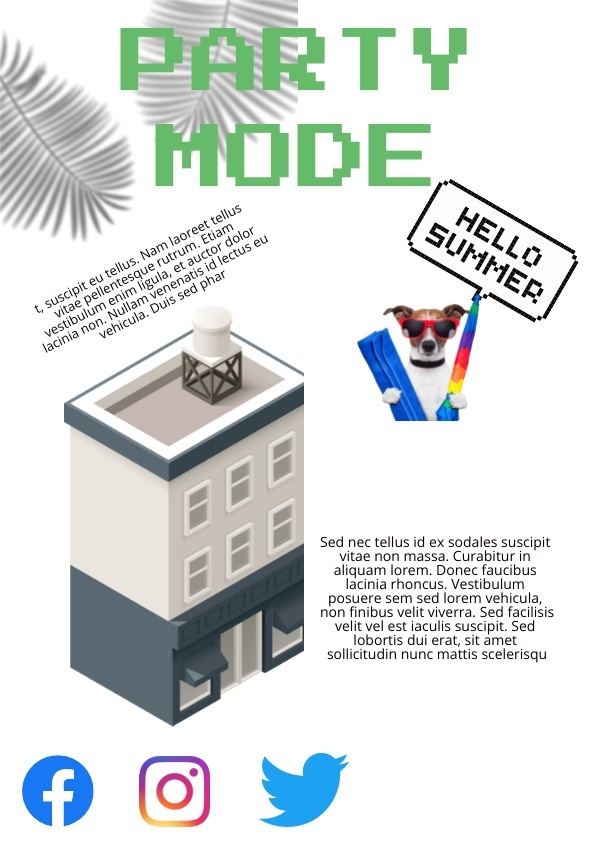 PARTY
MODE
HELLO
SUMMER
t, suscipit eu tellus. Nam laoreet tellus
vitae pellentesque rutrum. Etiam
vestibulum enim ligula, et auctor dolor
lacinia non. Nullam venenatis id lectus eu
vehicula. Duis sed phar
Sed nec tellus id ex sodales suscipit
vitae non massa. Curabitur in
aliquam lorem. Donec faucibus
lacinia rhoncus. Vestibulum
posuere sem sed lorem vehicula,
non finibus velit viverra. Sed facilisis
velit vel est iaculis suscipit. Sed
lobortis dui erat, sit amet
sollicitudin nunc mattis scelerisqu